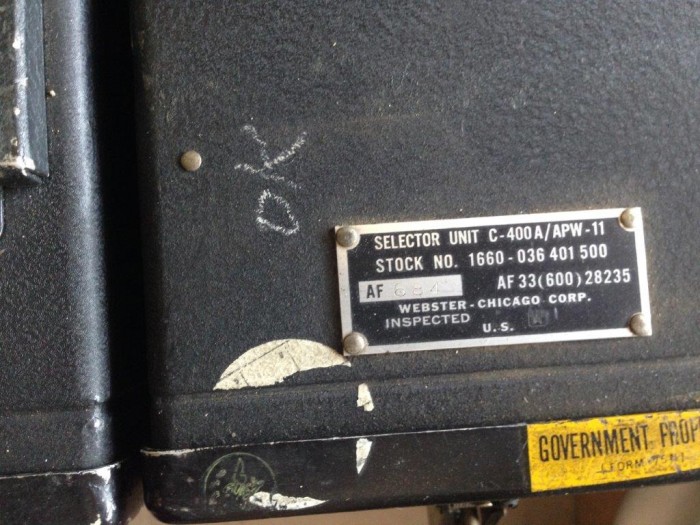 OK
SELECTOR UNIT C-400A/APW-11
STOCK NO. 1660-036 401 500
AF 634 AF 33(600)28235
WEBSTER-CHICAGO CORP.
INSPECTED U.S.
GOVERNMENT PROP